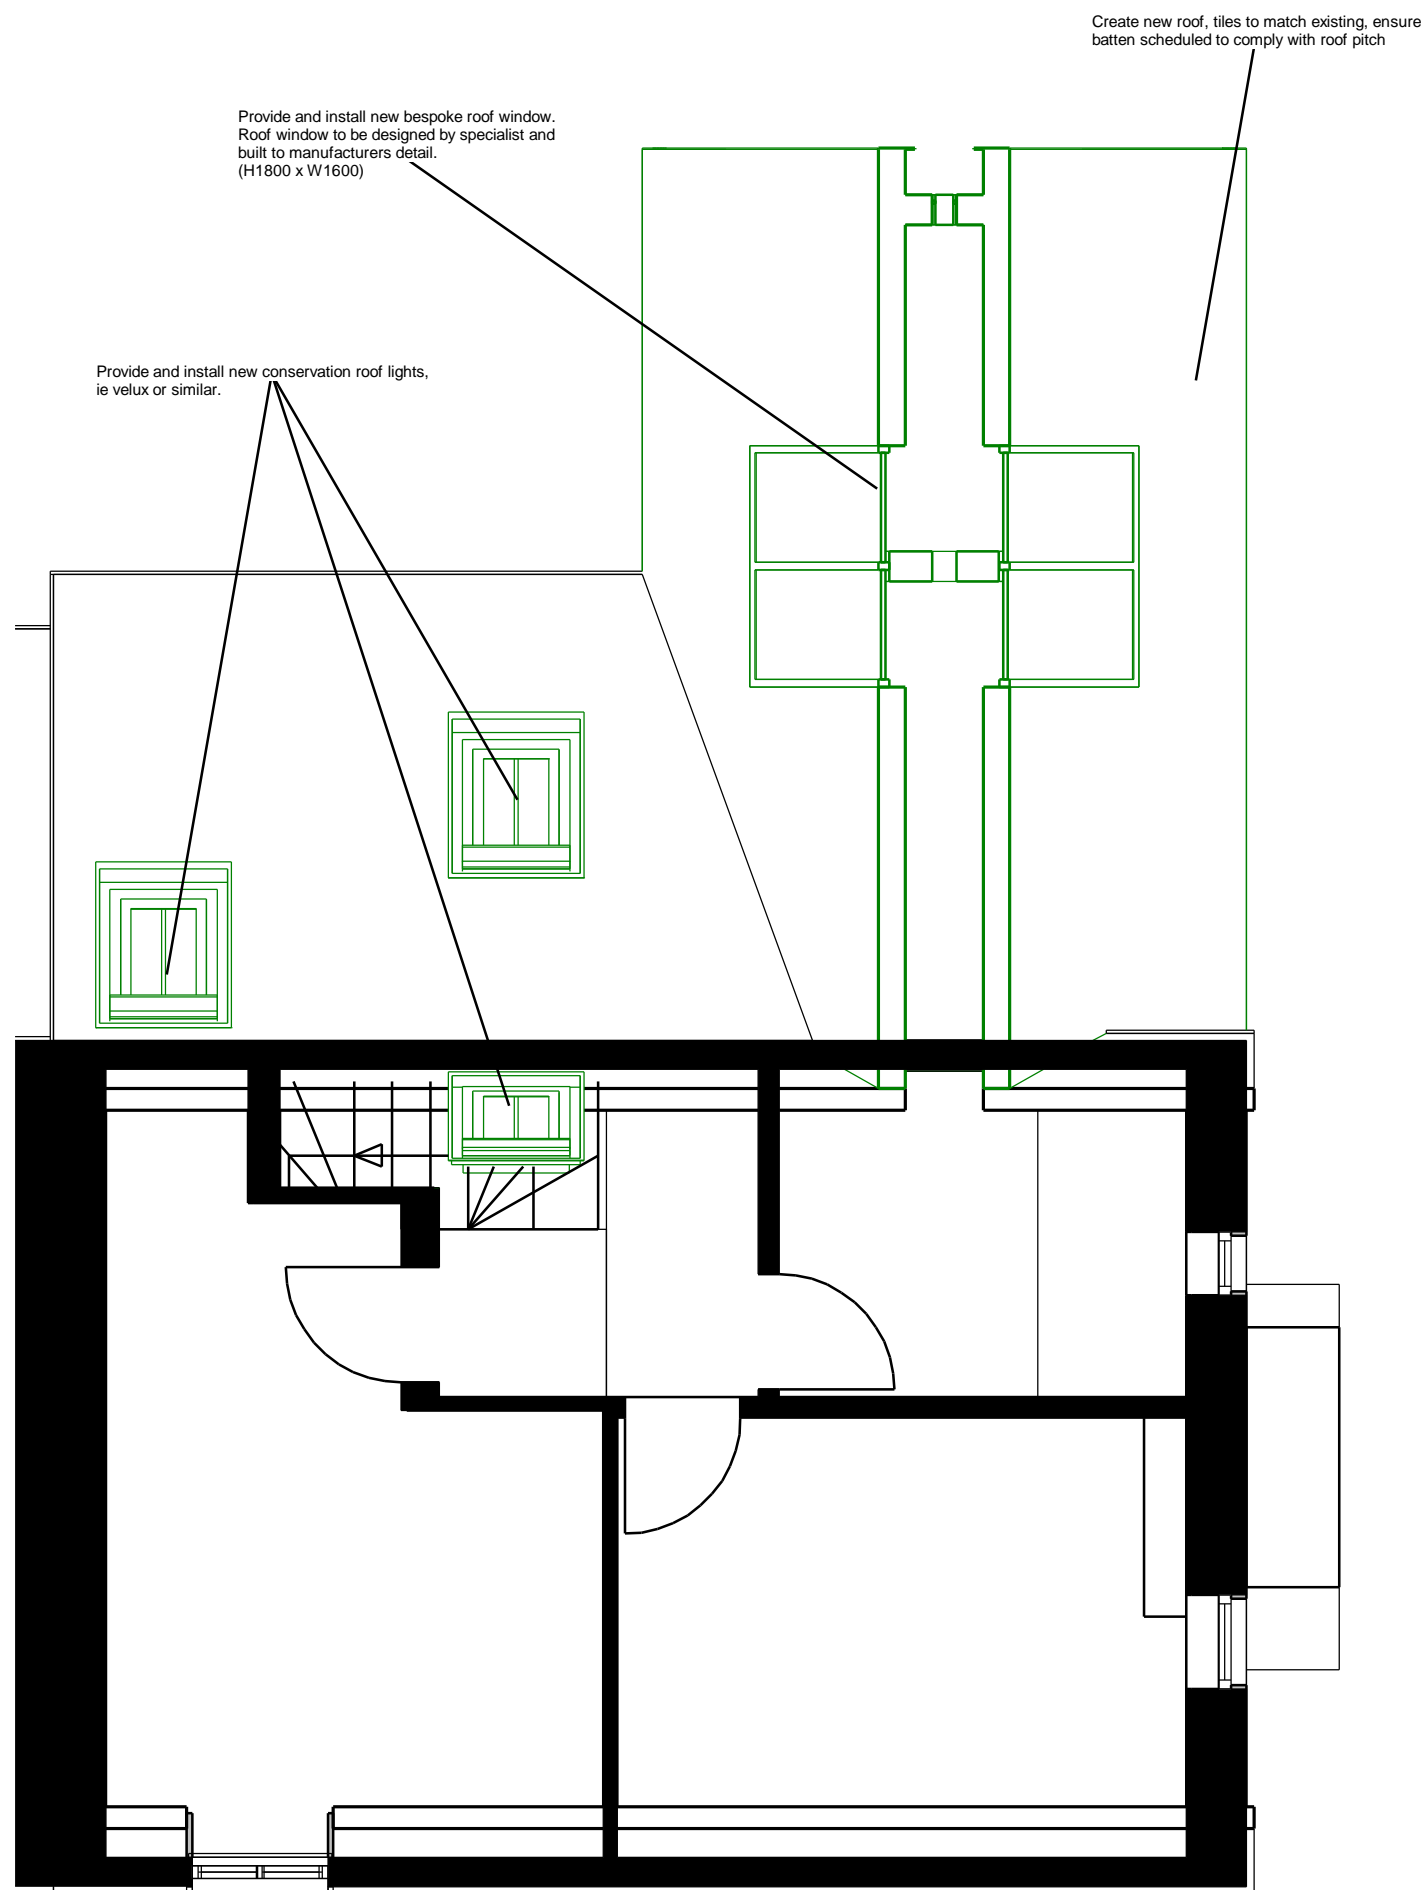 Create new roof, tiles to match existing, ensure
batten scheduled to comply with roof pitch
Provide and install new bespoke roof window.
Roof window to be designed by specialist and
built to manufacturers detail.
(H1800 x W1600)
Provide and install new conservation roof lights,
ie velux or similar.